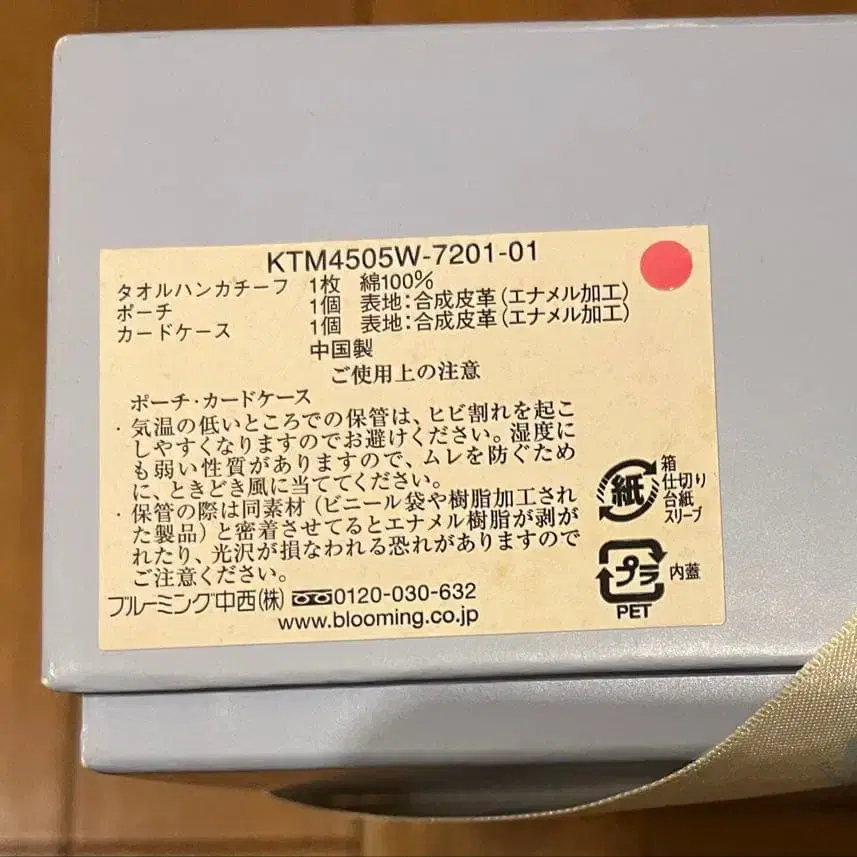 KTM4505W-7201-01
タオルハンカチーフ 1枚 綿100%
ポーチ 1個 表地:合成皮革(エナメル加工)
カードケース 1個 表地:合成皮革(エナメル加工)
中国製
ご使用上の注意
ポーチ・カードケース
・気温の低いところでの保管は、ヒビ割れを起こ
しやすくなりますのでお避けください。湿度に
も弱い性質がありますので、ムレを防ぐため
に、ときどき風に当ててください。
・保管の際は同素材(ビニール袋や樹脂加工され
た製品)と密着させてるとエナメル樹脂が剥が
れたり、光沢が損なわれる恐れがありますので
ご注意ください。
ブルーミング中西(株) 0120-030-632
www.blooming.co.jp
紙
箱
仕切り
台紙
スリーブ
プラ
内蓋
PET